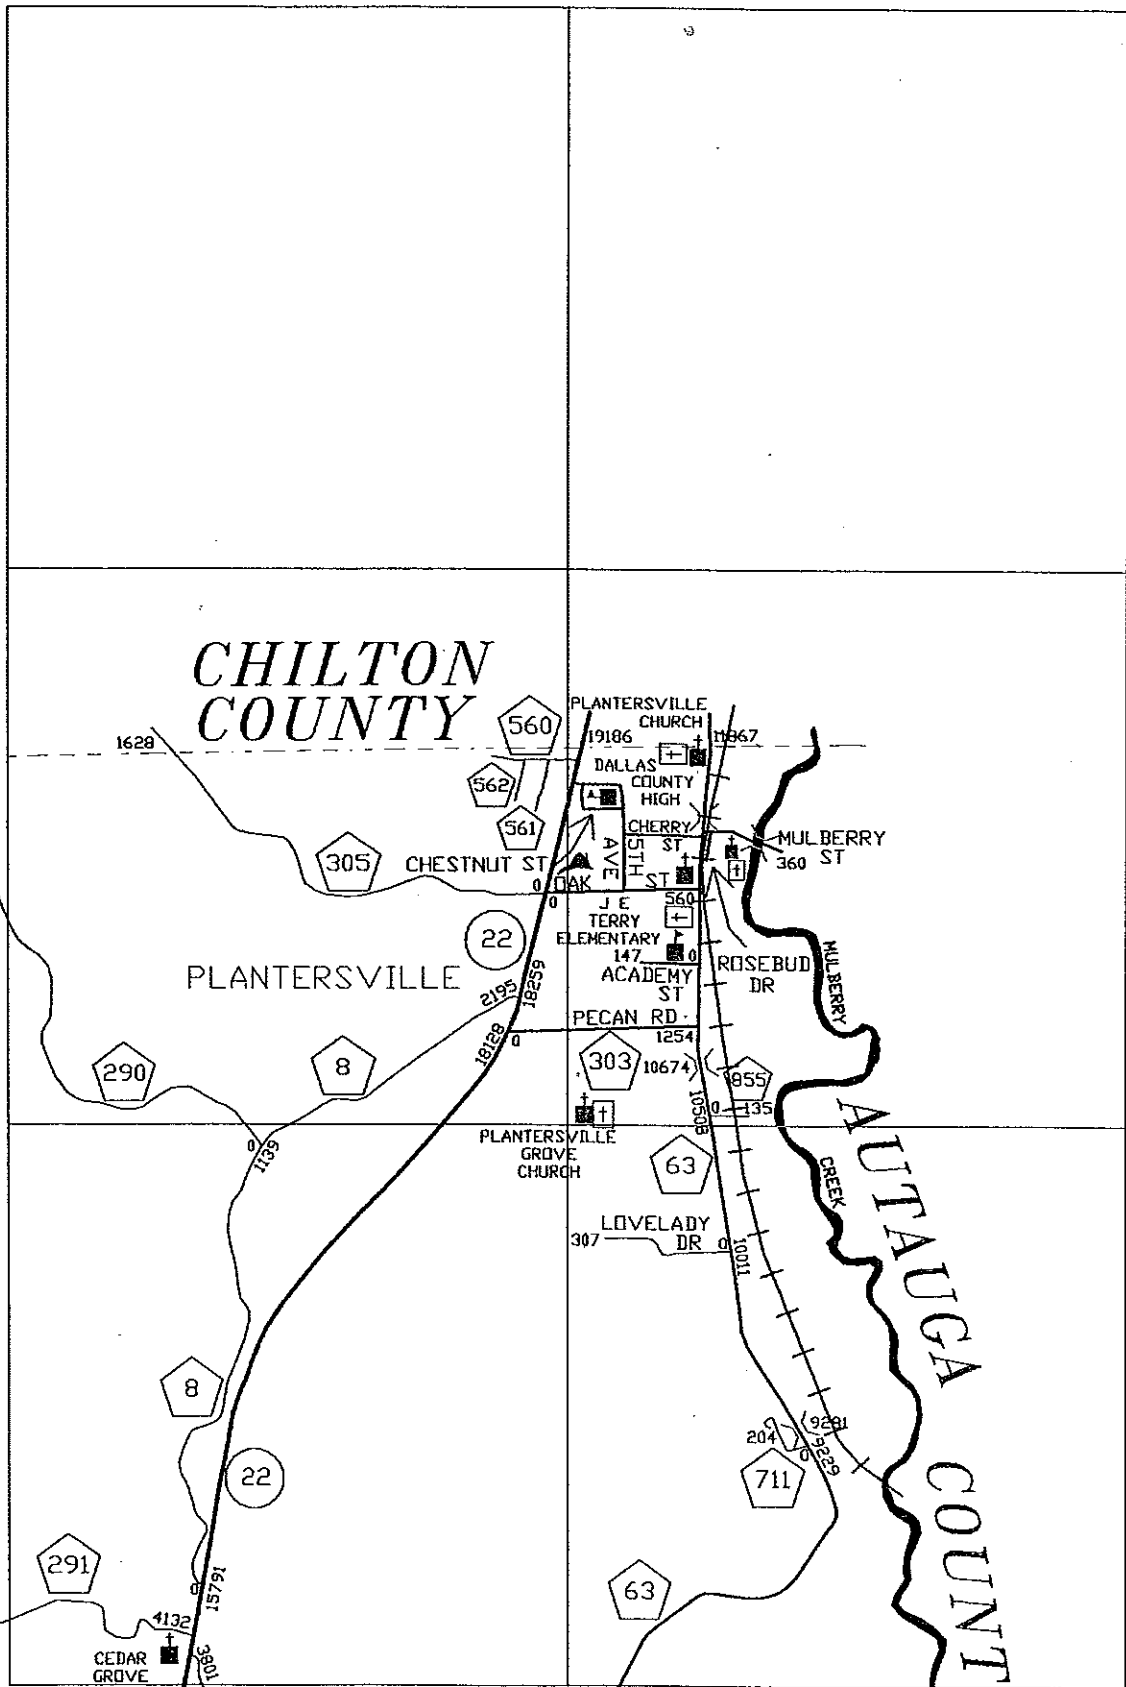 CHILTON
COUNTY
1628
560
PLANTERSVILLE
CHURCH
19186
11867
562
DALLAS
COUNTY
HIGH
561
CHERRY
ST
MULBERRY
ST
360
305
CHESTNUT ST
5TH
AVE
0
OAK
ST
0
560
J E
TERRY
ELEMENTARY
22
147
0
ACADEMY
ST
ROSEBUD
DR
MULBERRY
PLANTERSVILLE
2195
18259
PECAN RD
1254
18128
0
290
8
303
10674
855
10508
0
135
PLANTERSVILLE
GROVE
CHURCH
0
1139
63
CREEK
AUTAUGA
COUNT
LOVELADY
DR
307
0
10011
8
22
204
9281
9229
0
711
291
0
15791
63
4132
3801
CEDAR
GROVE